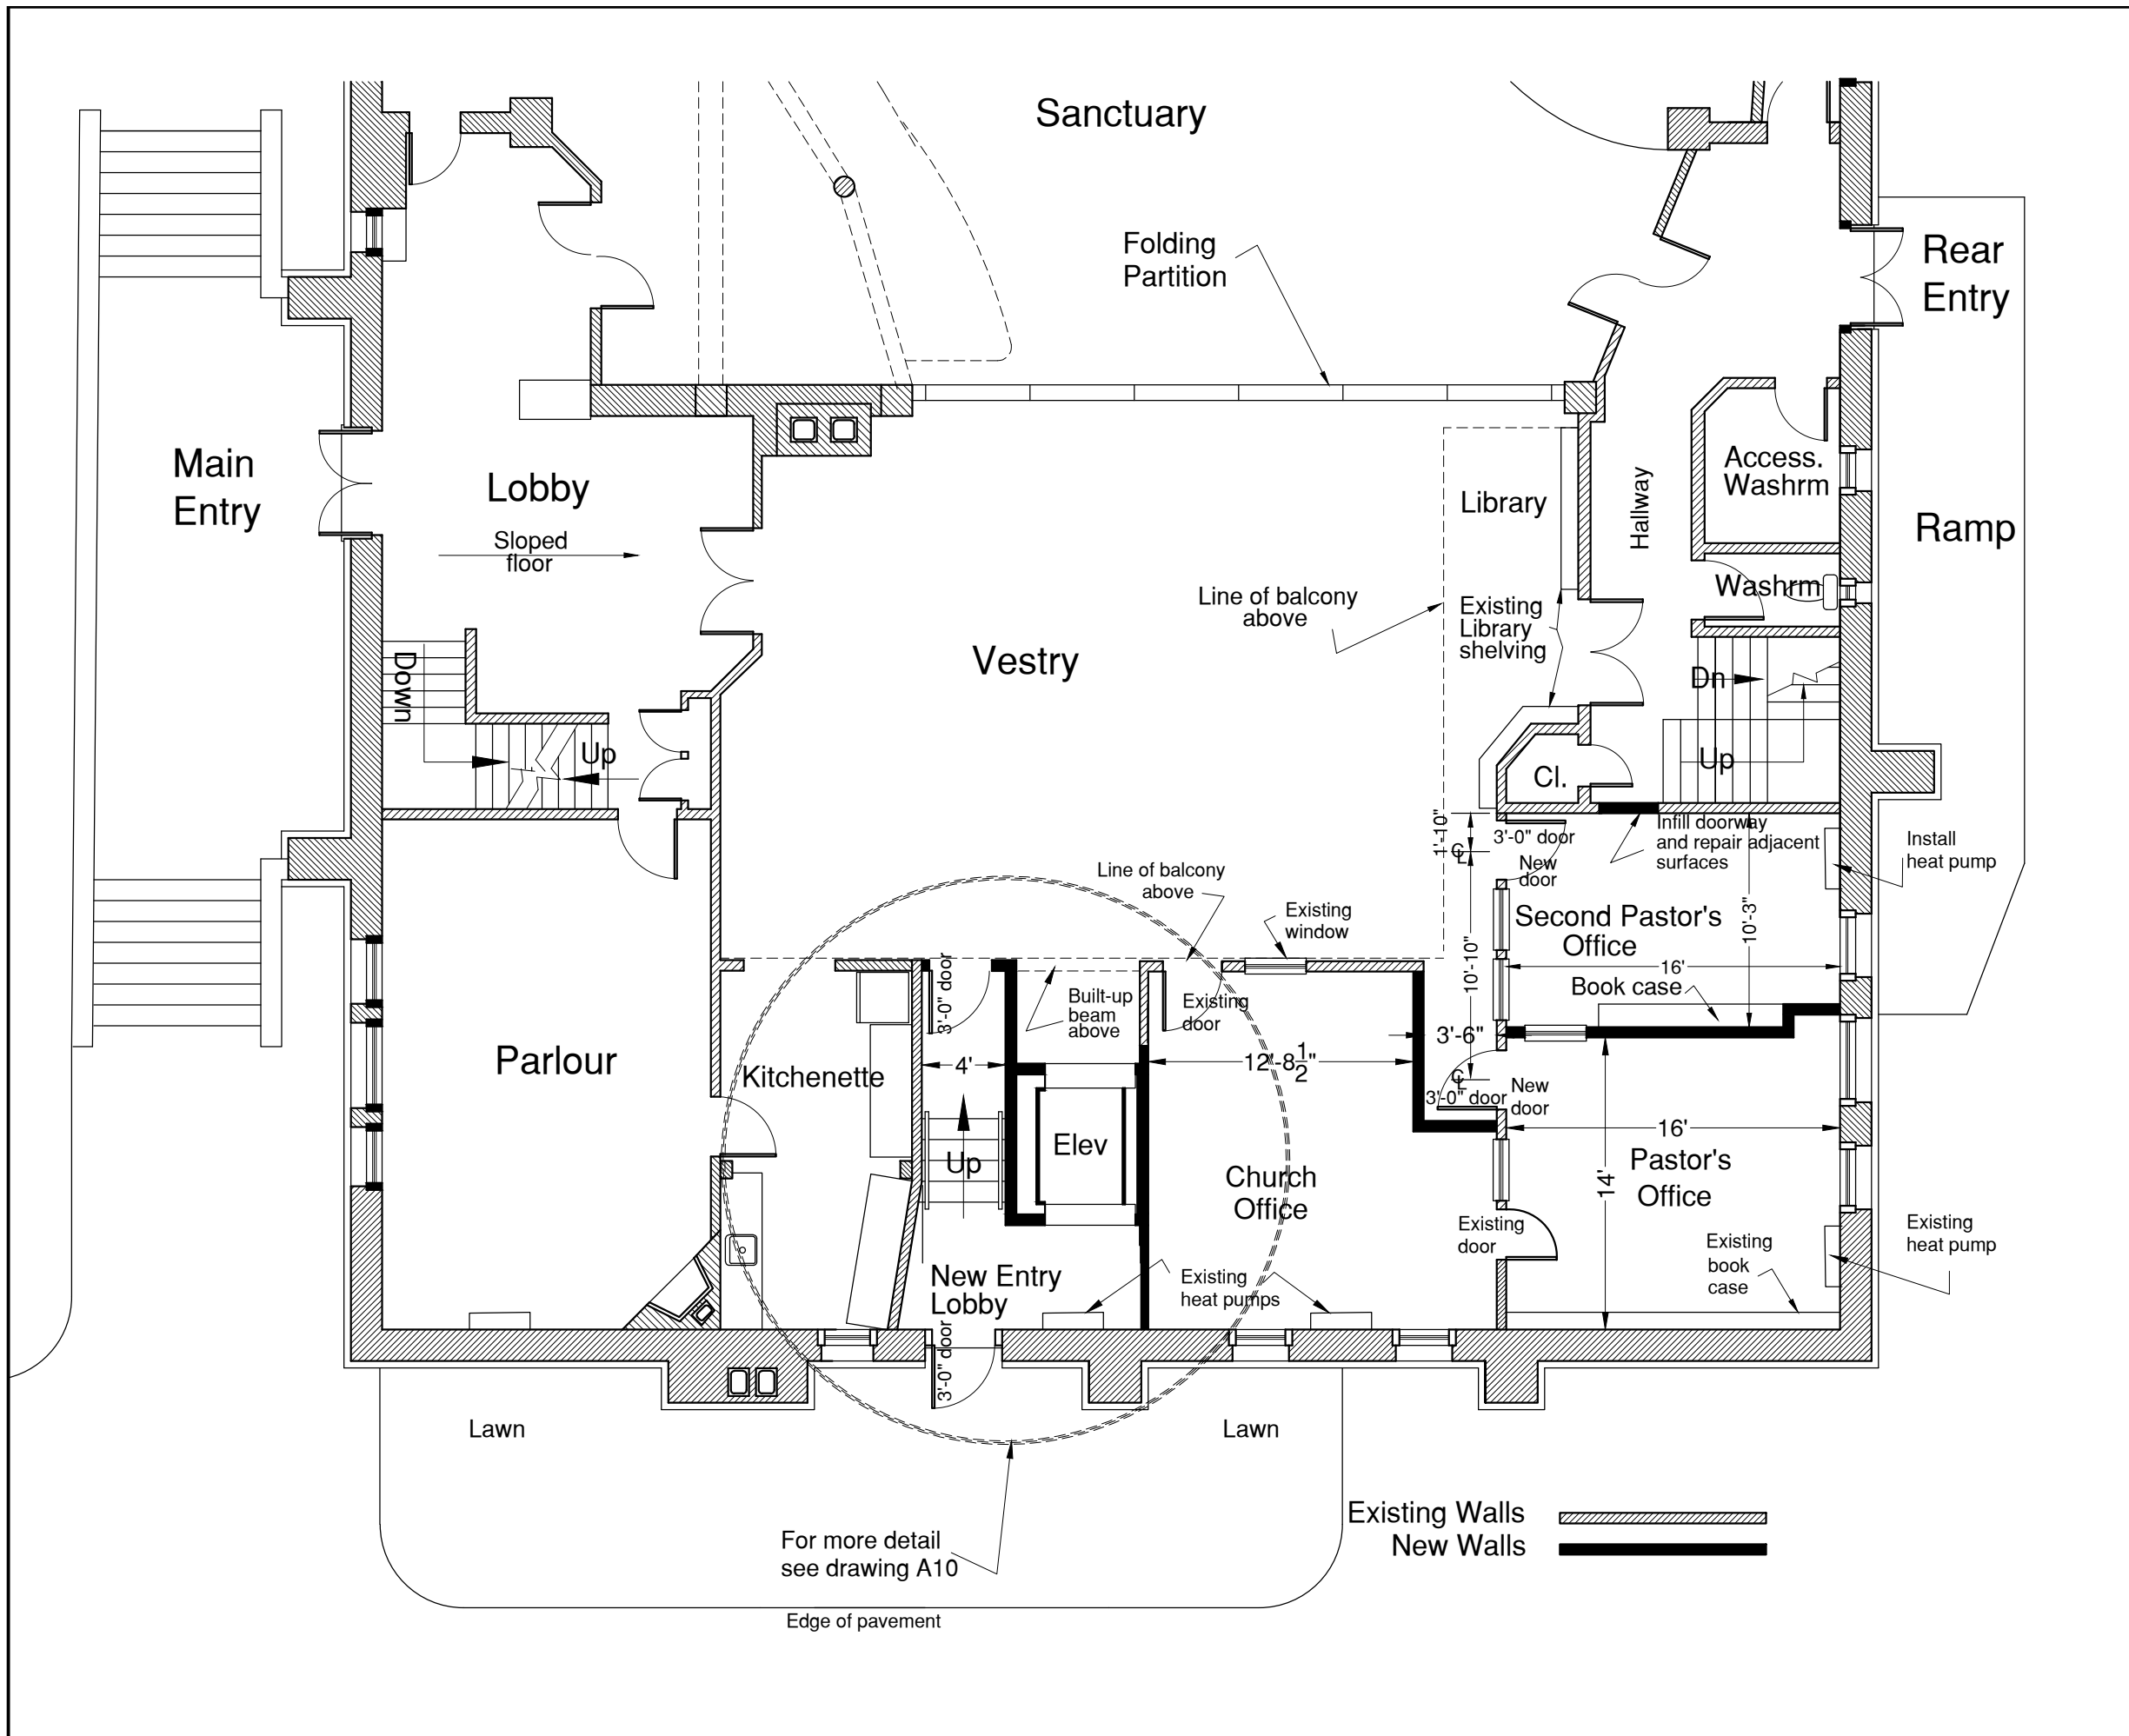 Sanctuary
Folding
Partition
Rear
Entry
Main
Entry
Lobby
Sloped
floor
Library
Hallway
Access.
Washrm
Ramp
Washrm
Line of balcony
above
Existing
Library
shelving
Vestry
Down
Up
Dn
Up
Cl.
1'-10"
CL
3'-0" door
New
door
Infill doorway
and repair adjacent
surfaces
Install
heat pump
Line of balcony
above
Existing
window
Second Pastor's
Office
10'-3"
10'-10"
16'
Book case
3'-0" door
Built-up
beam
above
Existing
door
3'-6"
Parlour
Kitchenette
4'
12'-8 1/2"
CL
3'-0" door
New
door
Elev
Up
16'
Church
Office
Pastor's
Office
14'
Existing
door
Existing
book
case
Existing
heat pump
New Entry
Lobby
Existing
heat pumps
3'-0" door
Lawn
Lawn
Existing Walls
New Walls
For more detail
see drawing A10
Edge of pavement